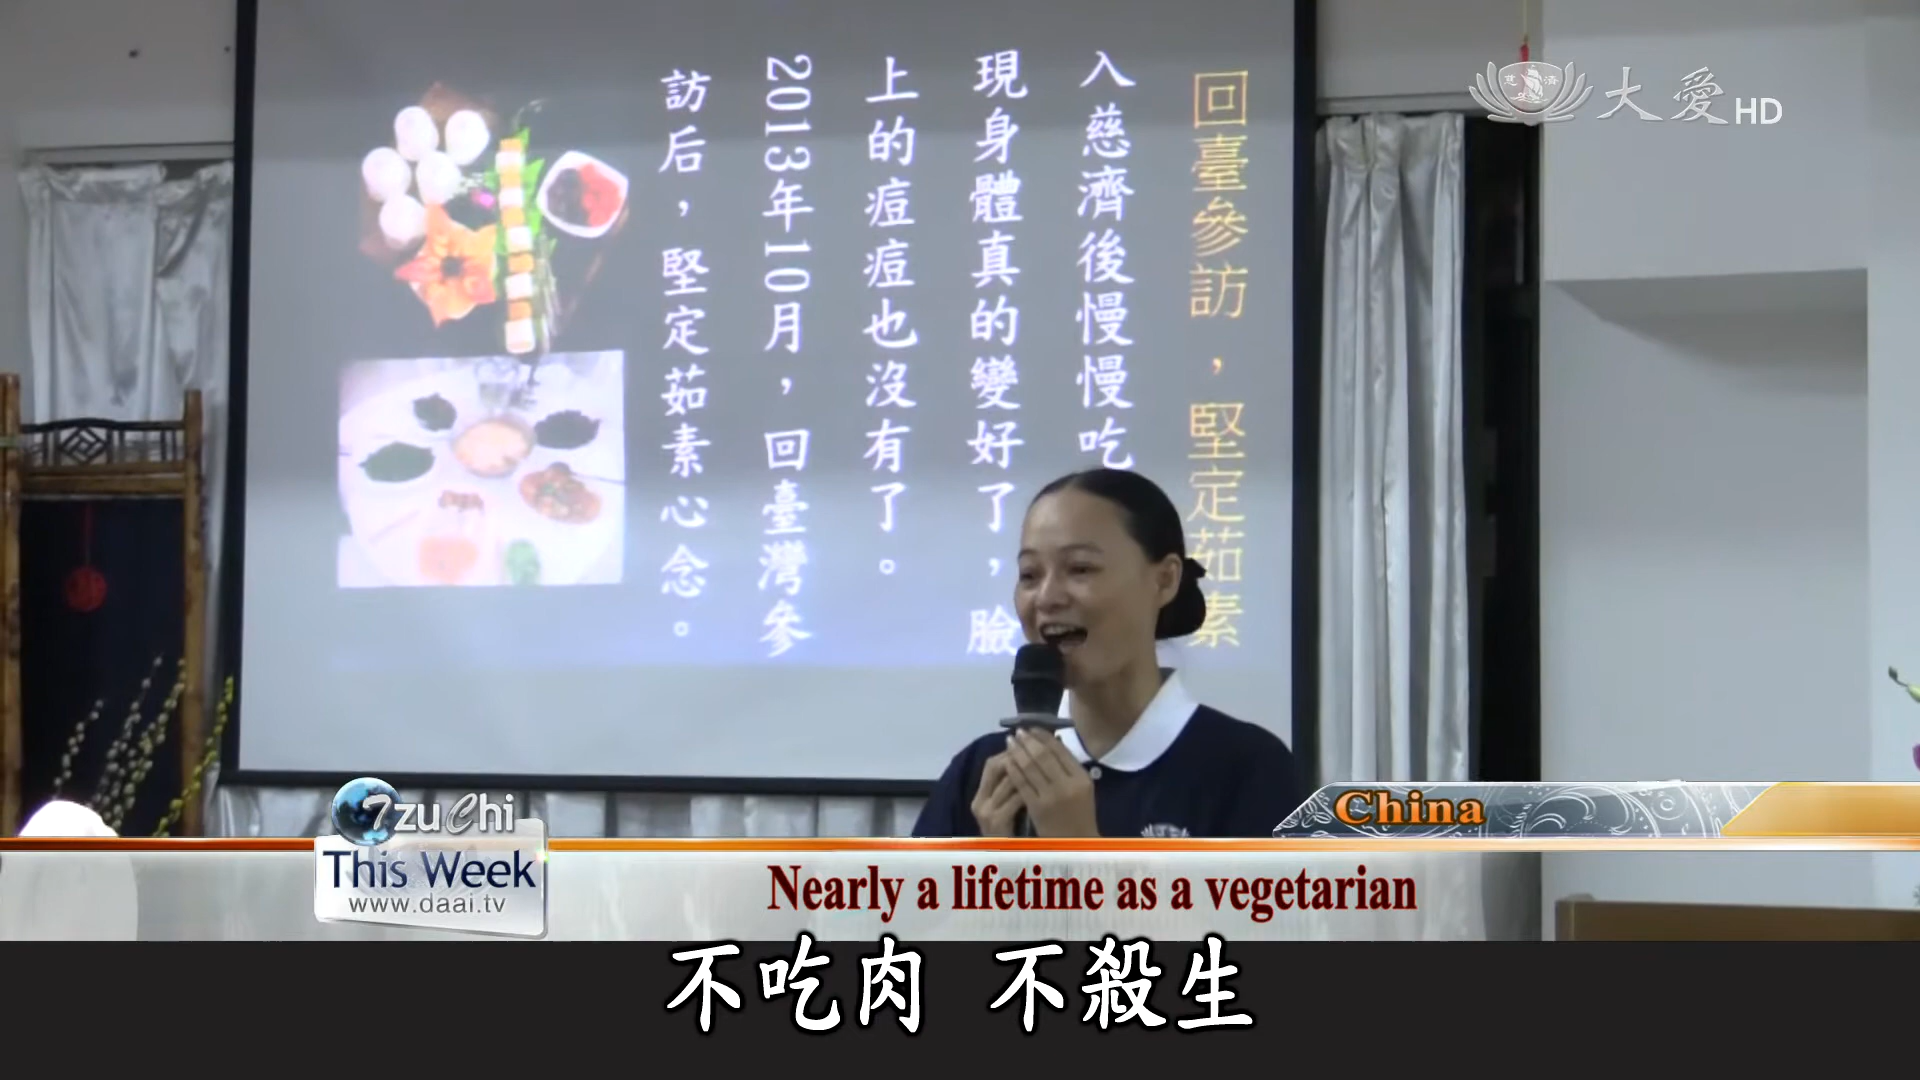 回臺參訪，堅定茹素
入慈濟後慢慢吃
現身體真的變好了，臉
上的痘痘也沒有了。
2013年10月，回臺灣參
訪后，堅定茹素心念。
慈濟
大愛HD
China
Tzu Chi
This Week
www.daai.tv
Nearly a lifetime as a vegetarian
不吃肉 不殺生